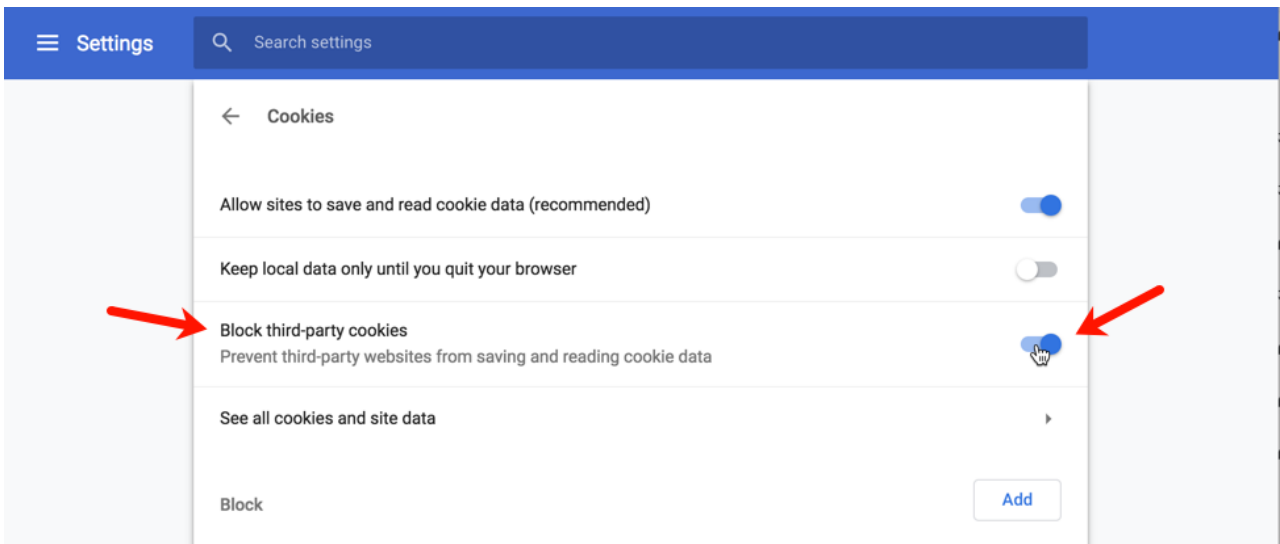 Settings
Search settings
Cookies
Allow sites to save and read cookie data (recommended)
Keep local data only until you quit your browser
Block third-party cookies
Prevent third-party websites from saving and reading cookie data
See all cookies and site data
Block
Add